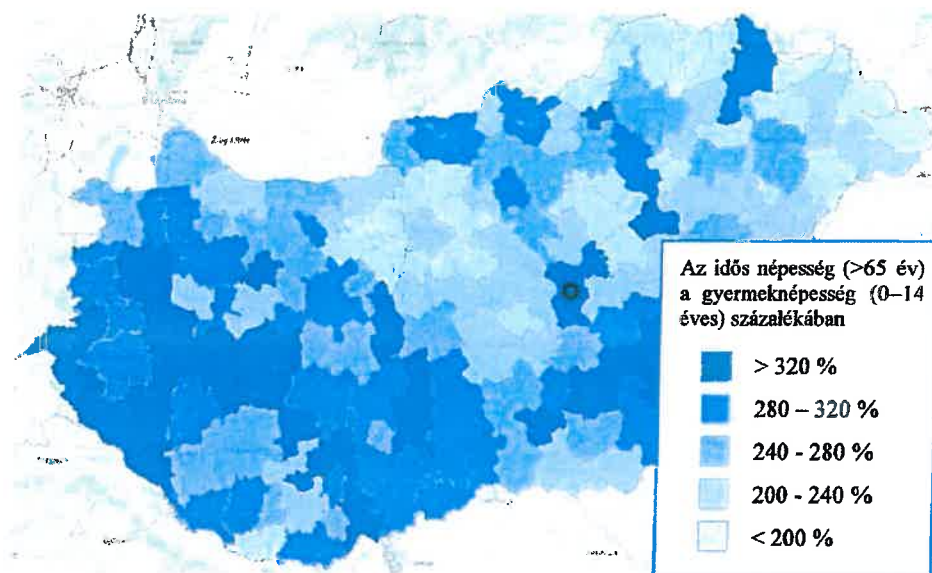 Az idős népesség (>65 év)
a gyermeknépesség (0–14
éves) százalékában
> 320 %
280 – 320 %
240 - 280 %
200 - 240 %
< 200 %